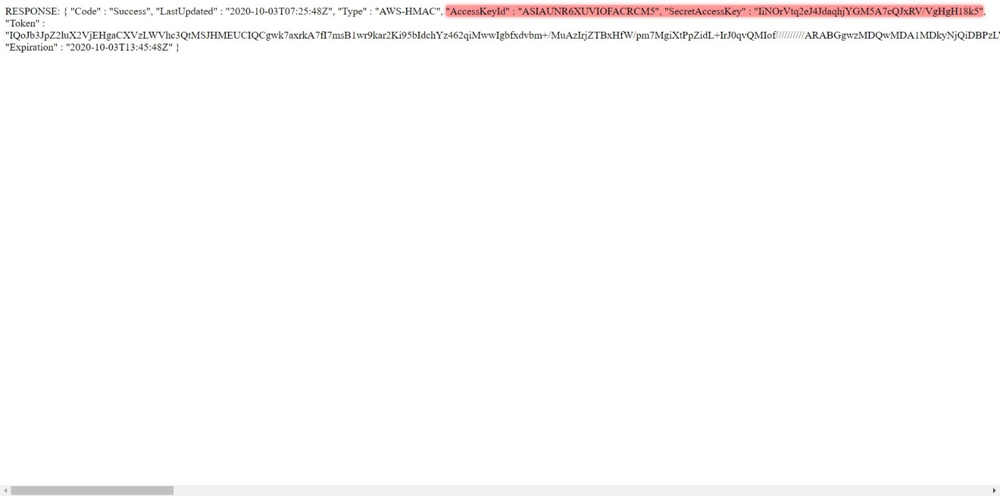 RESPONSE: { "Code" : "Success", "LastUpdated" : "2020-10-03T07:25:48Z", "Type" : "AWS-HMAC", "AccessKeyId" : "ASIAUNR6XUVIOFACRCM5", "SecretAccessKey" : "IiNOrVtq2eJ4JdaqhjYGM5A7cQJxRV/VgHgH18k5",
"Token" :
"IQoJb3JpZ2luX2VjEHgaCXVzLWVhc3QtMSJHMEUCIQCgwk7axrkA7fI7msB1wr9kar2Ki95bIdchYz462qiMwwIgbfxdvbm+/MuAzIrjZTBxHfW/pm7MgiXtPpZidL+IrJ0qvQMIof//////////ARABGgwzMDQwMDA1MDkyNjQiDBPzL
"Expiration" : "2020-10-03T13:45:48Z" }